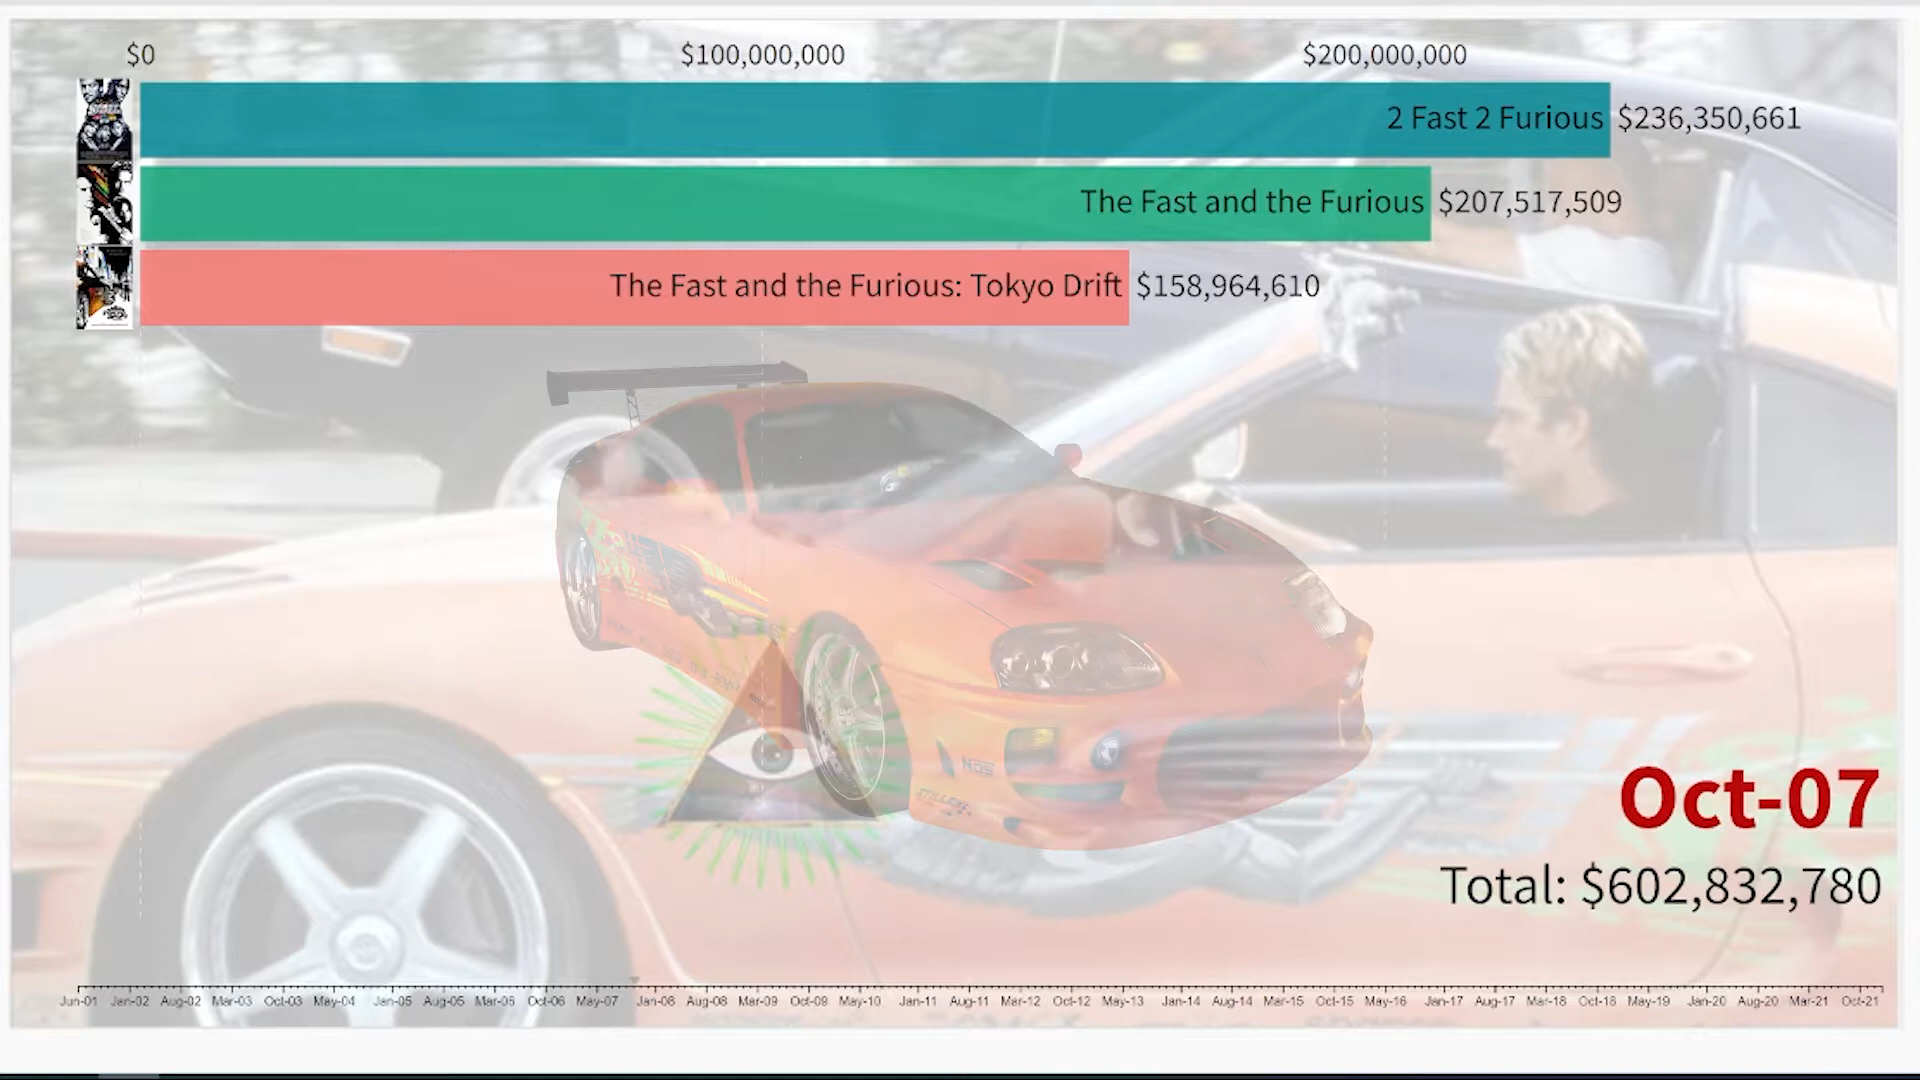 $0 $100,000,000 $200,000,000
2 Fast 2 Furious $236,350,661
The Fast and the Furious $207,517,509
The Fast and the Furious: Tokyo Drift $158,964,610
NOS
Oct-07
Total: $602,832,780
Jun-01 Jan-02 Aug-02 Mar-03 Oct-03 May-04 Jan-05 Aug-05 Mar-06 Oct-06 May-07 Jan-08 Aug-08 Mar-09 Oct-09 May-10 Jan-11 Aug-11 Mar-12 Oct-12 May-13 Jan-14 Aug-14 Mar-15 Oct-15 May-16 Jan-17 Aug-17 Mar-18 Oct-18 May-19 Jan-20 Aug-20 Mar-21 Oct-21